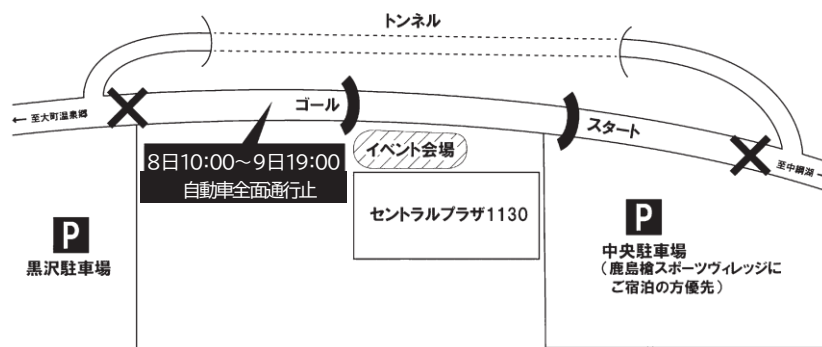 トンネル
←至大町温泉郷
ゴール
スタート
至中綱湖→
8日10:00～9日19:00
自動車全面通行止
イベント会場
セントラルプラザ1130
P
黒沢駐車場
P
中央駐車場
（鹿島槍スポーツヴィレッジに
ご宿泊の方優先）